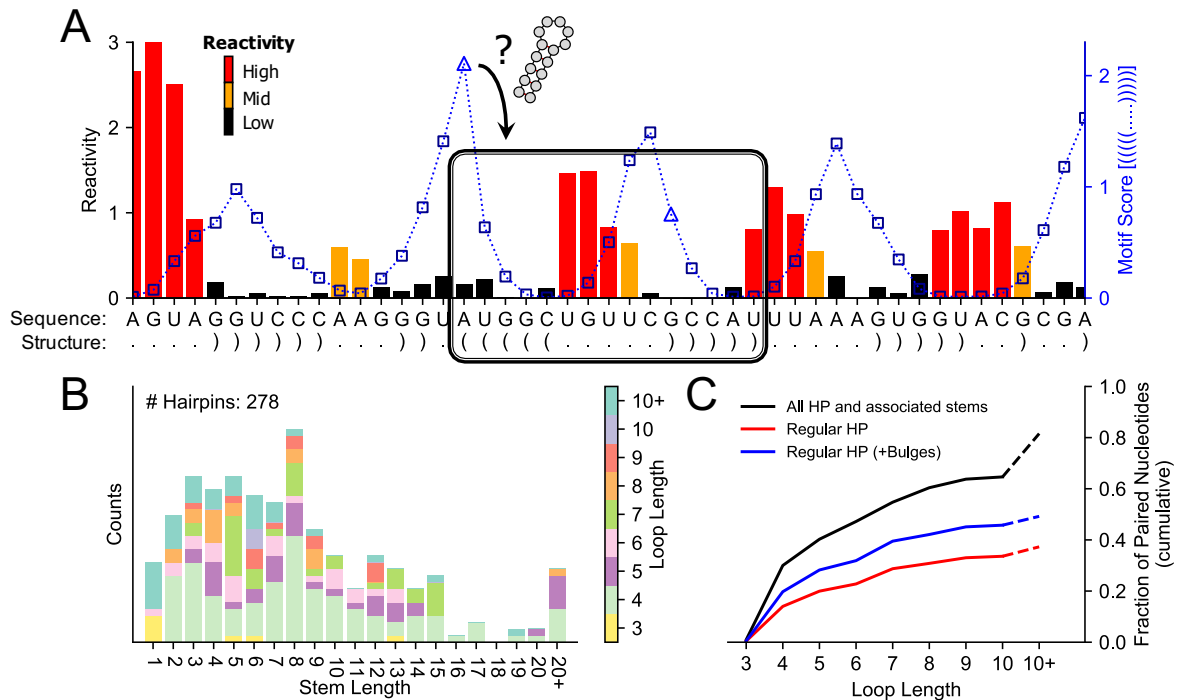 A
?
Reactivity
High
Mid
Low
3
2
1
0
Reactivity
2
1
0
Motif Score [(((((.....)))))]
Sequence: A G U A G G U C C C A A G G G U A U G G C U G U U C G C C A U U U A A A G U G G U A C G C G A
Structure: . . . . ) ) ) ) ) ) . . . ) ) . ( ( ( ( ( . . . . . ) ) ) ) ) . . . . . ) ) ) ) ) . . ) . . )
B
# Hairpins: 278
Counts
1 2 3 4 5 6 7 8 9 10 11 12 13 14 15 16 17 18 19 20 20+
Stem Length
10+
10
9
8
7
6
5
4
3
Loop Length
C
All HP and associated stems
Regular HP
Regular HP (+Bulges)
1.0
0.8
0.6
0.4
0.2
0.0
Fraction of Paired Nucleotides
(cumulative)
3 4 5 6 7 8 9 10 10+
Loop Length